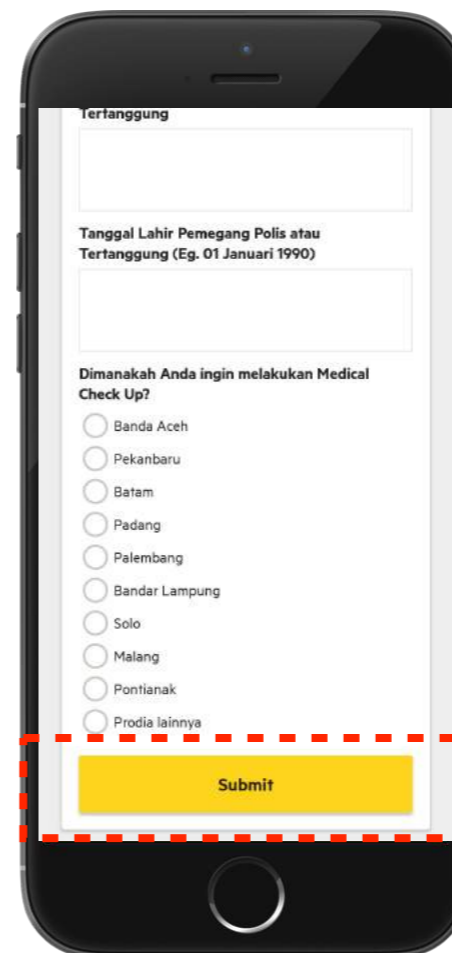 Tertanggung
Tanggal Lahir Pemegang Polis atau
Tertanggung (Eg. 01 Januari 1990)
Dimanakah Anda ingin melakukan Medical
Check Up?
Banda Aceh
Pekanbaru
Batam
Padang
Palembang
Bandar Lampung
Solo
Malang
Pontianak
Prodia lainnya
Submit